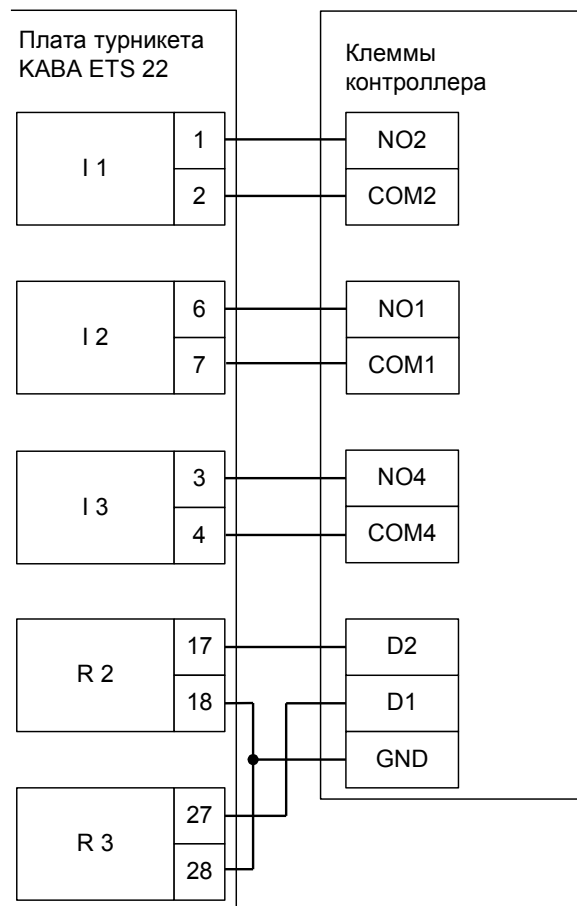 Плата турникета
KABA ETS 22
Клеммы
контроллера
I 1
1
2
NO2
COM2
I 2
6
7
NO1
COM1
I 3
3
4
NO4
COM4
R 2
17
18
D2
D1
GND
R 3
27
28